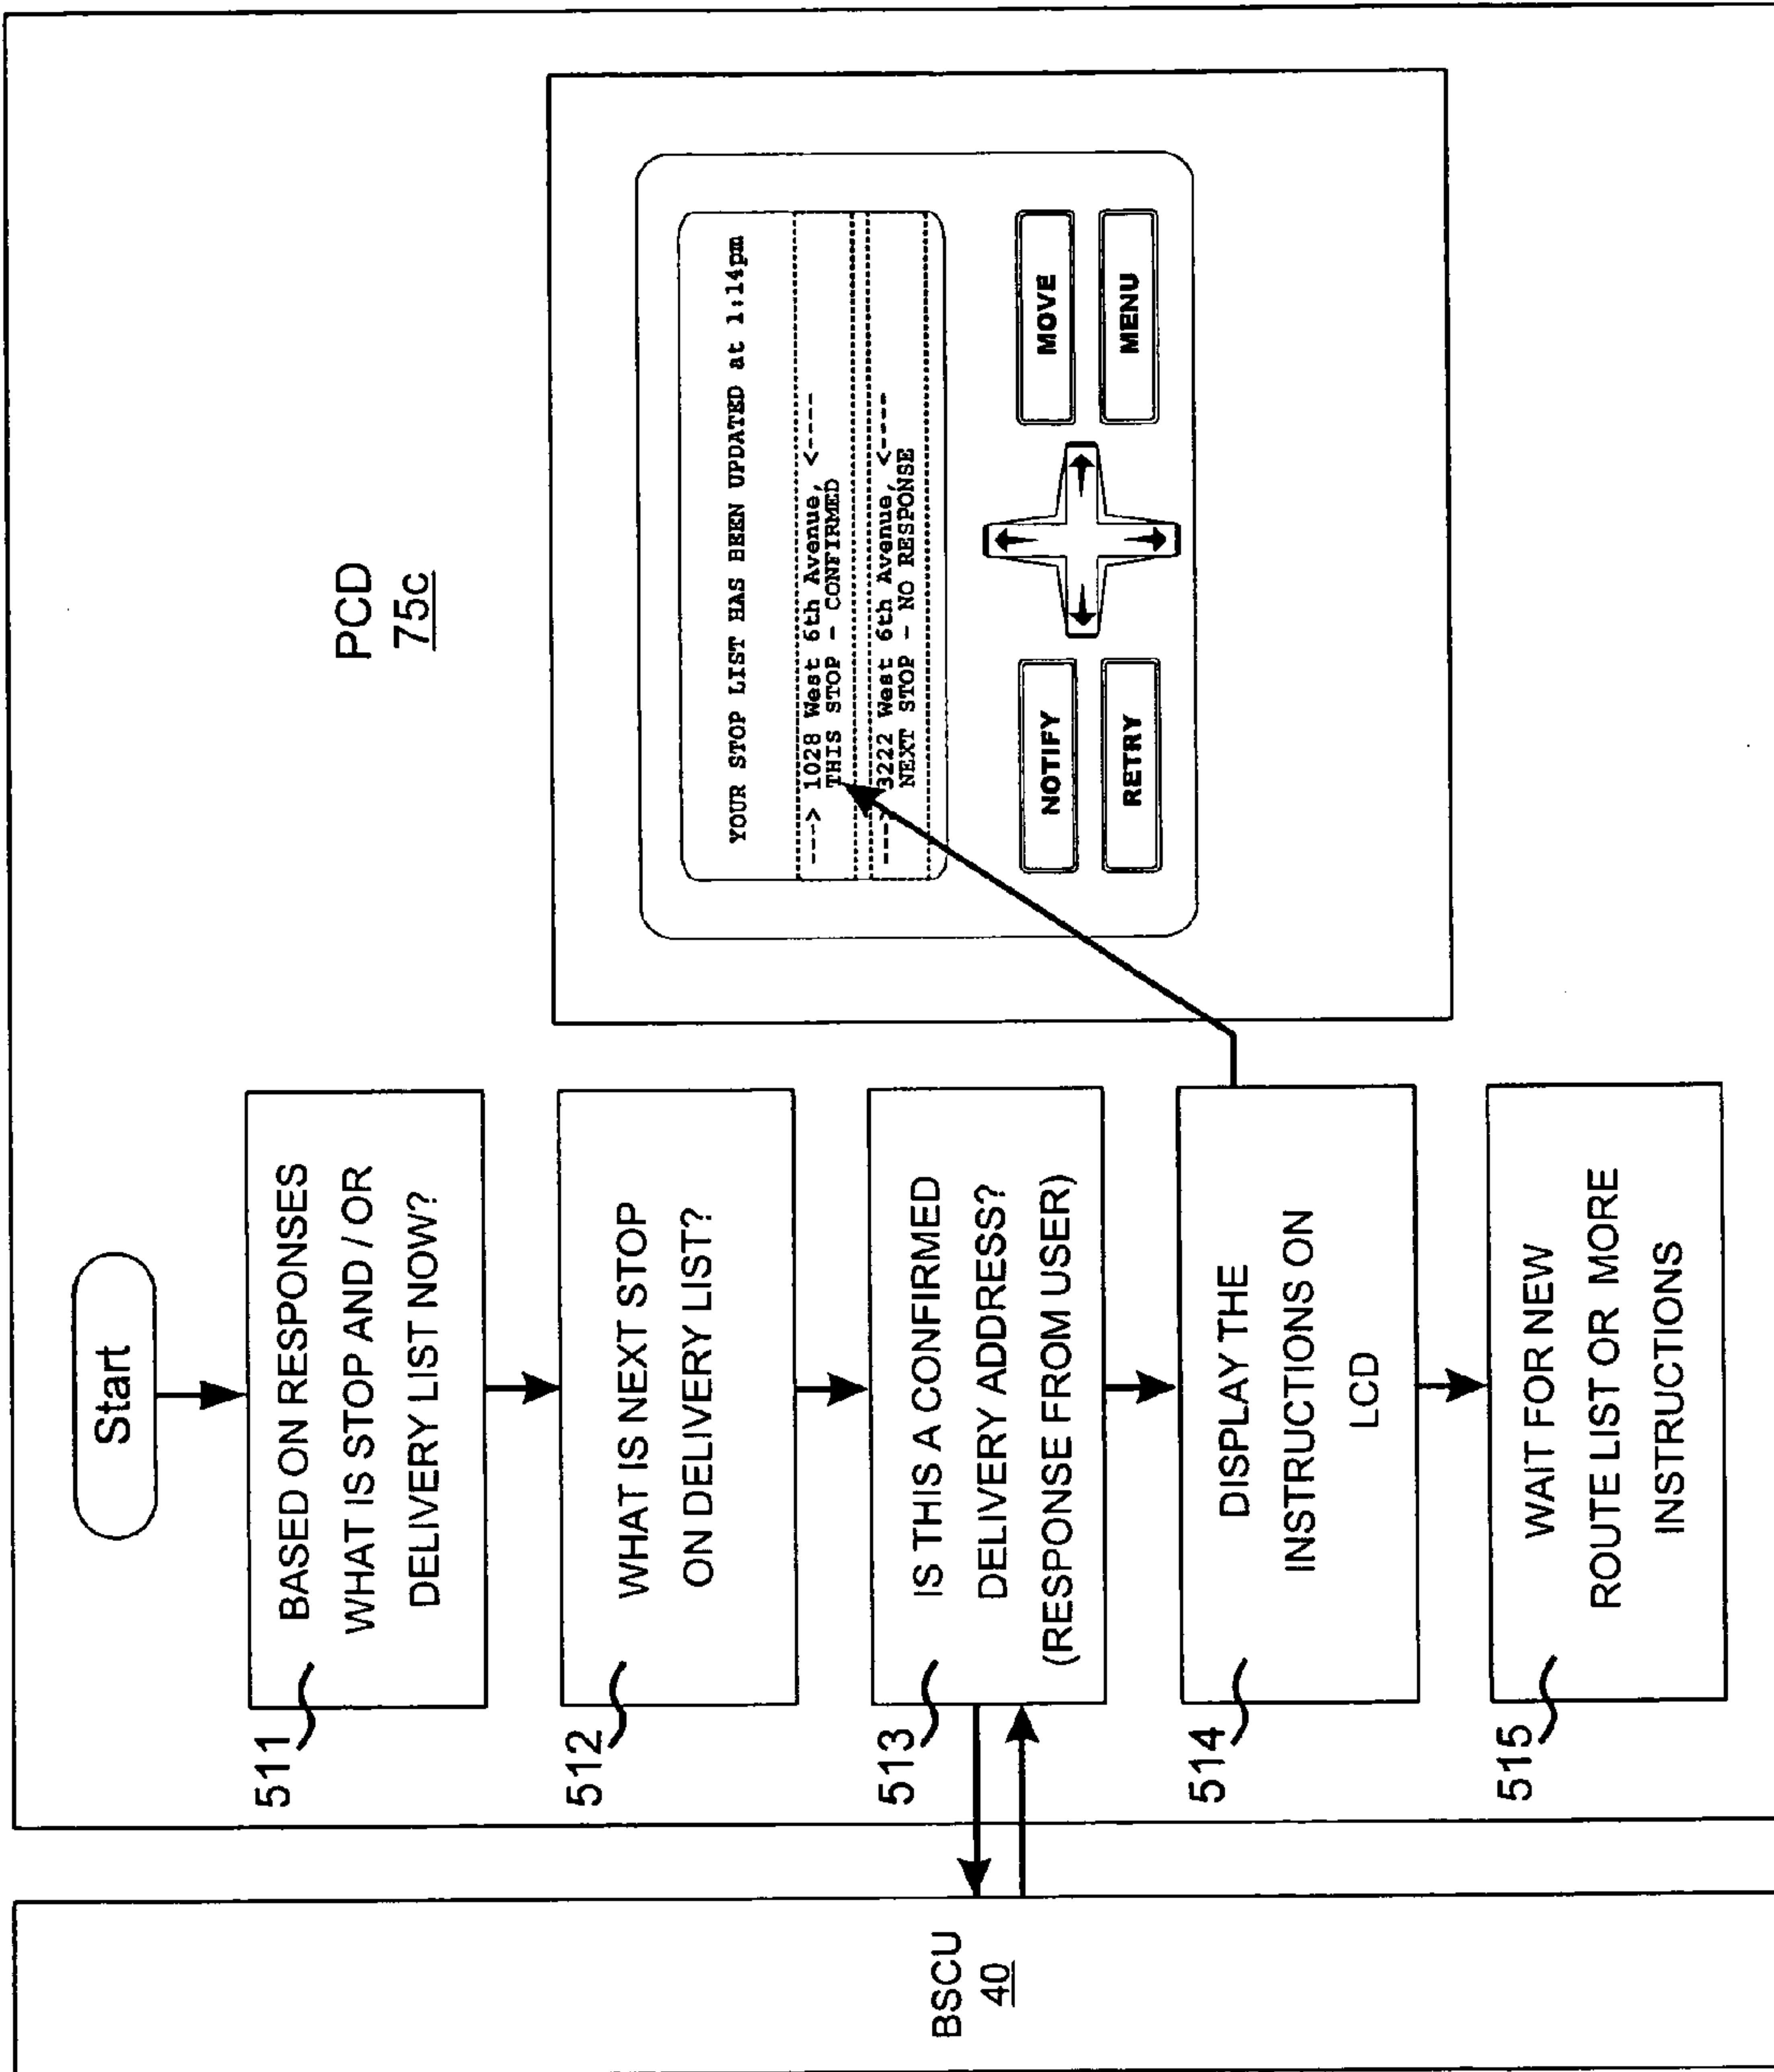 BSCU
40
Start
511
BASED ON RESPONSES
WHAT IS STOP AND / OR
DELIVERY LIST NOW?
512
WHAT IS NEXT STOP
ON DELIVERY LIST?
513
IS THIS A CONFIRMED
DELIVERY ADDRESS?
(RESPONSE FROM USER)
514
DISPLAY THE
INSTRUCTIONS ON
LCD
515
WAIT FOR NEW
ROUTE LIST OR MORE
INSTRUCTIONS
PCD
75c
YOUR STOP LIST HAS BEEN UPDATED at 1:14pm
---> 1028 West 6th Avenue, <----
THIS STOP - CONFIRMED
---> 3222 West 6th Avenue, <----
NEXT STOP - NO RESPONSE
NOTIFY
MOVE
RETRY
MENU